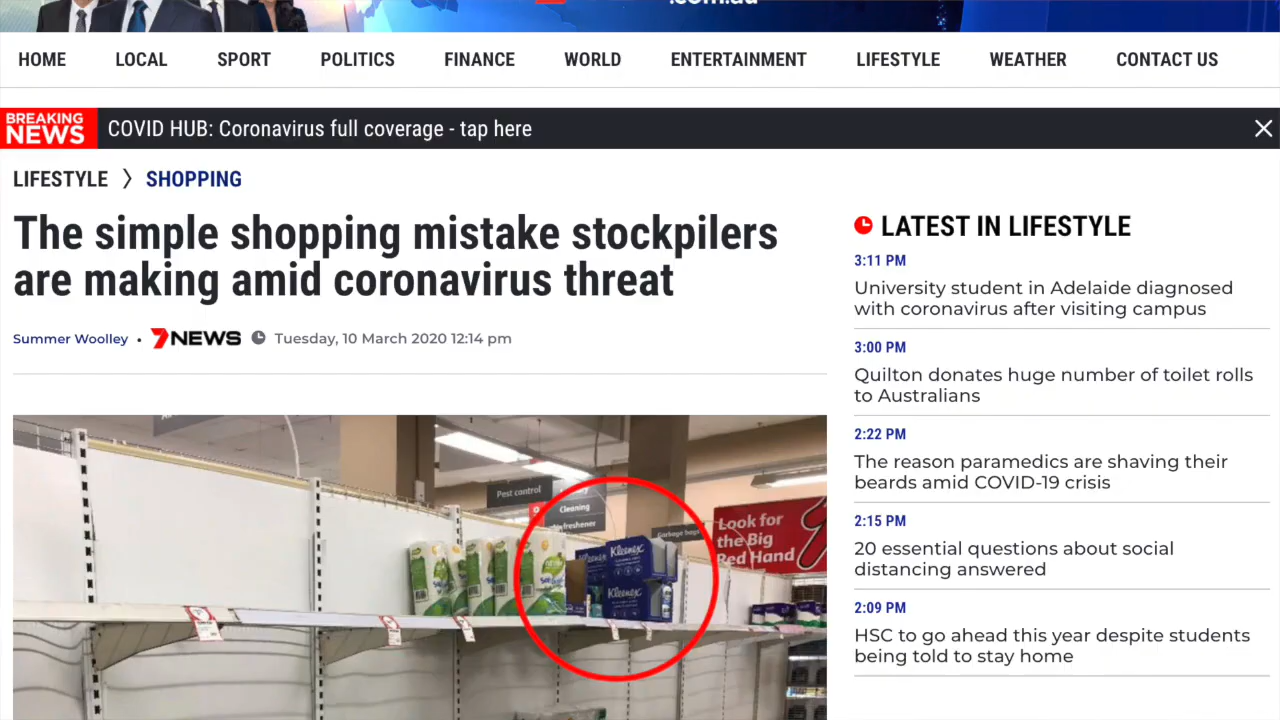 .com.au
HOME
LOCAL
SPORT
POLITICS
FINANCE
WORLD
ENTERTAINMENT
LIFESTYLE
WEATHER
CONTACT US
BREAKING
NEWS
COVID HUB: Coronavirus full coverage - tap here
LIFESTYLE
SHOPPING
The simple shopping mistake stockpilers
are making amid coronavirus threat
Summer Woolley • 7NEWS Tuesday, 10 March 2020 12:14 pm
Pest control
Cleaning
Garbage bags
Look for
the Big
Red Hand
Kleenex
Kleenex
LATEST IN LIFESTYLE
3:11 PM
University student in Adelaide diagnosed
with coronavirus after visiting campus
3:00 PM
Quilton donates huge number of toilet rolls
to Australians
2:22 PM
The reason paramedics are shaving their
beards amid COVID-19 crisis
2:15 PM
20 essential questions about social
distancing answered
2:09 PM
HSC to go ahead this year despite students
being told to stay home